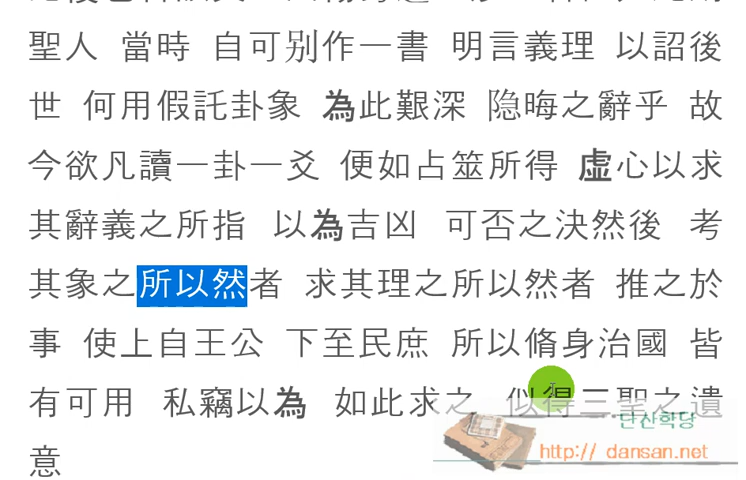 聖人 當時 自可别作一書 明言義理 以詔後
世 何用假託卦象 為此艱深 隐晦之辭乎 故
今欲凡讀一卦一爻 便如占筮所得 虛心以求
其辭義之所指 以為吉凶 可否之決然後 考
其象之所以然者 求其理之所以然者 推之於
事 使上自王公 下至民庶 所以脩身治國 皆
有可用 私竊以為 如此求之 似得三聖之遺
意
단산학당
http:// dansan.net